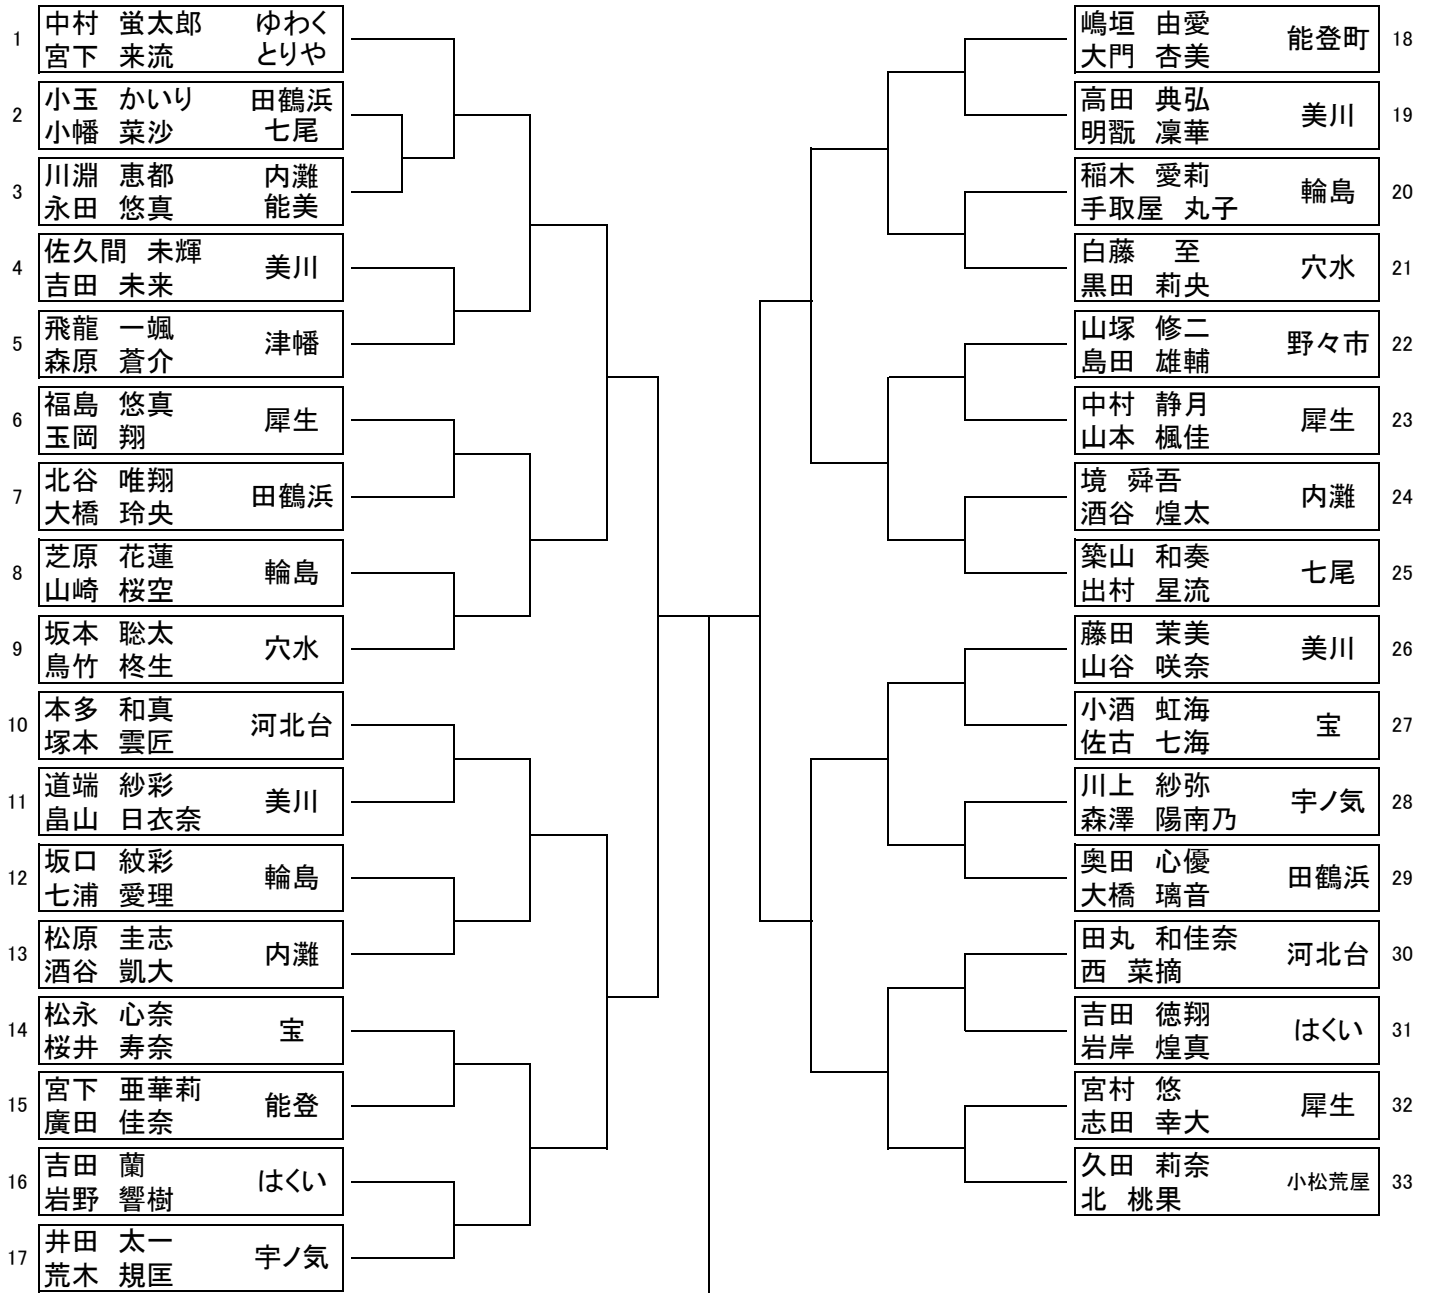 1 中村 蛍太郎 ゆわく
宮下 来流 とりや
2 小玉 かいり 田鶴浜
小幡 菜沙 七尾
3 川淵 恵都 内灘
永田 悠真 能美
4 佐久間 未輝 美川
吉田 未来
5 飛龍 一颯 津幡
森原 蒼介
6 福島 悠真 犀生
玉岡 翔
7 北谷 唯翔 田鶴浜
大橋 玲央
8 芝原 花蓮 輪島
山崎 桜空
9 坂本 聡太 穴水
鳥竹 柊生
10 本多 和真 河北台
塚本 雲匠
11 道端 紗彩 美川
畠山 日衣奈
12 坂口 紋彩 輪島
七浦 愛理
13 松原 圭志 内灘
酒谷 凱大
14 松永 心奈 宝
桜井 寿奈
15 宮下 亜華莉 能登
廣田 佳奈
16 吉田 蘭 はくい
岩野 響樹
17 井田 太一 宇ノ気
荒木 規匡
嶋垣 由愛 能登町 18
大門 杏美
高田 典弘 美川 19
明翫 凜華
稲木 愛莉 輪島 20
手取屋 丸子
白藤 至 穴水 21
黒田 莉央
山塚 修二 野々市 22
島田 雄輔
中村 静月 犀生 23
山本 楓佳
境 舜吾 内灘 24
酒谷 煌太
築山 和奏 七尾 25
出村 星流
藤田 茉美 美川 26
山谷 咲奈
小酒 虹海 宝 27
佐古 七海
川上 紗弥 宇ノ気 28
森澤 陽南乃
奥田 心優 田鶴浜 29
大橋 璃音
田丸 和佳奈 河北台 30
西 菜摘
吉田 徳翔 はくい 31
岩岸 煌真
宮村 悠 犀生 32
志田 幸大
久田 莉奈 小松荒屋 33
北 桃果